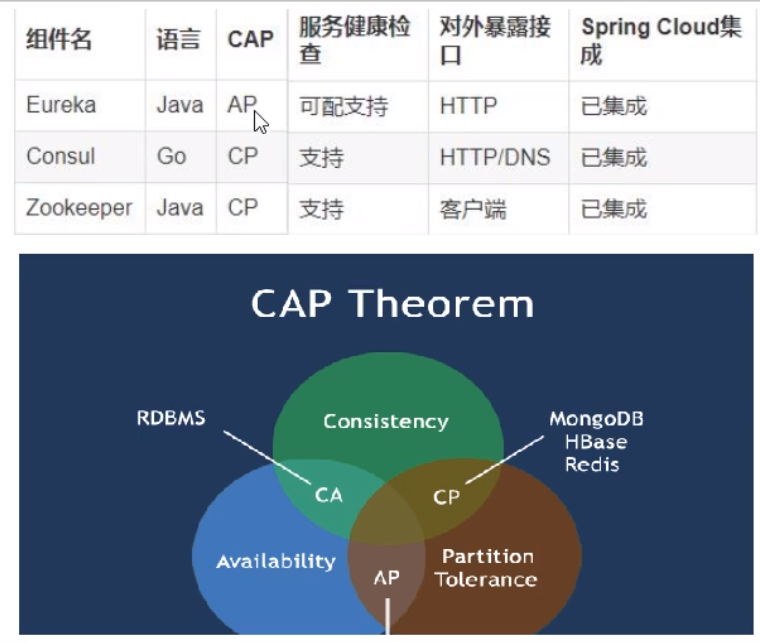 组件名 语言 CAP 服务健康检查 对外暴露接口 Spring Cloud集成
Eureka Java AP 可配支持 HTTP 已集成
Consul Go CP 支持 HTTP/DNS 已集成
Zookeeper Java CP 支持 客户端 已集成
CAP Theorem
RDBMS
Consistency
MongoDB
HBase
Redis
CA
CP
Availability
AP
Partition
Tolerance